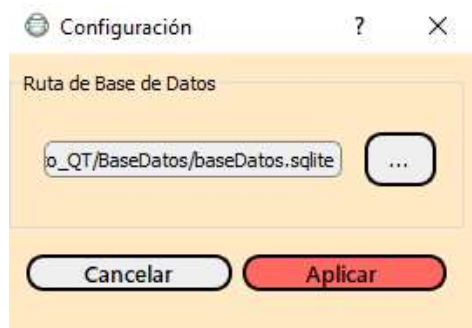 Configuración ?
Ruta de Base de Datos
o_QT/BaseDatos/baseDatos.sqlite ...
Cancelar Aplicar